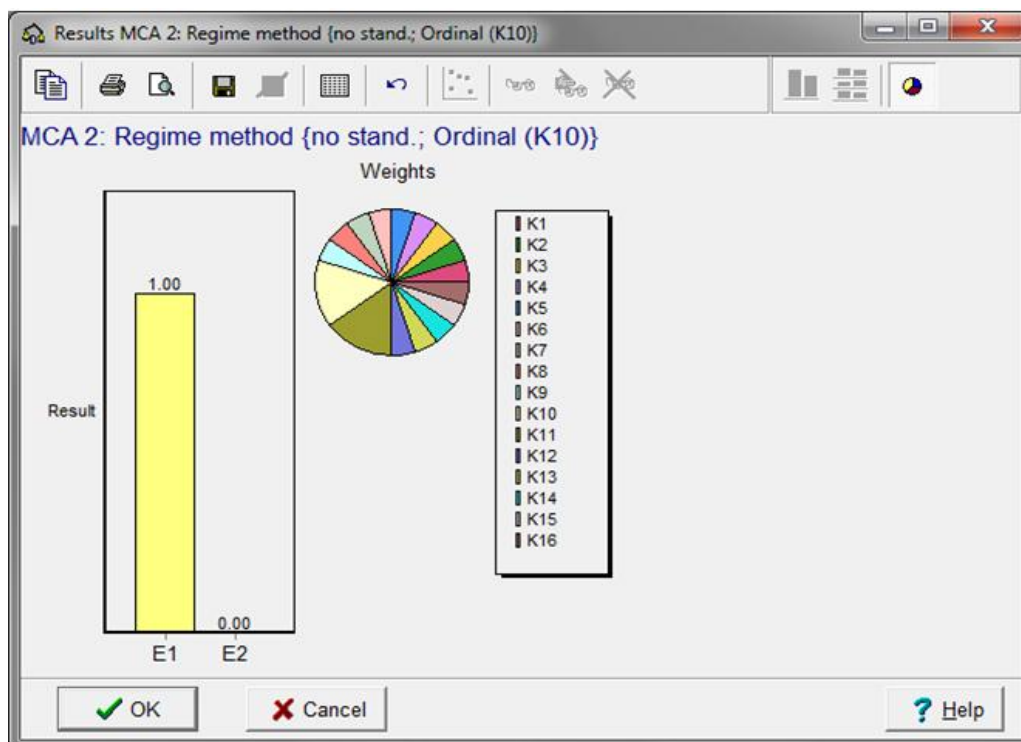 Results MCA 2: Regime method {no stand.; Ordinal (K10)}
MCA 2: Regime method {no stand.; Ordinal (K10)}
Weights
1.00
Result
0.00
E1 E2
K1
K2
K3
K4
K5
K6
K7
K8
K9
K10
K11
K12
K13
K14
K15
K16
OK Cancel Help